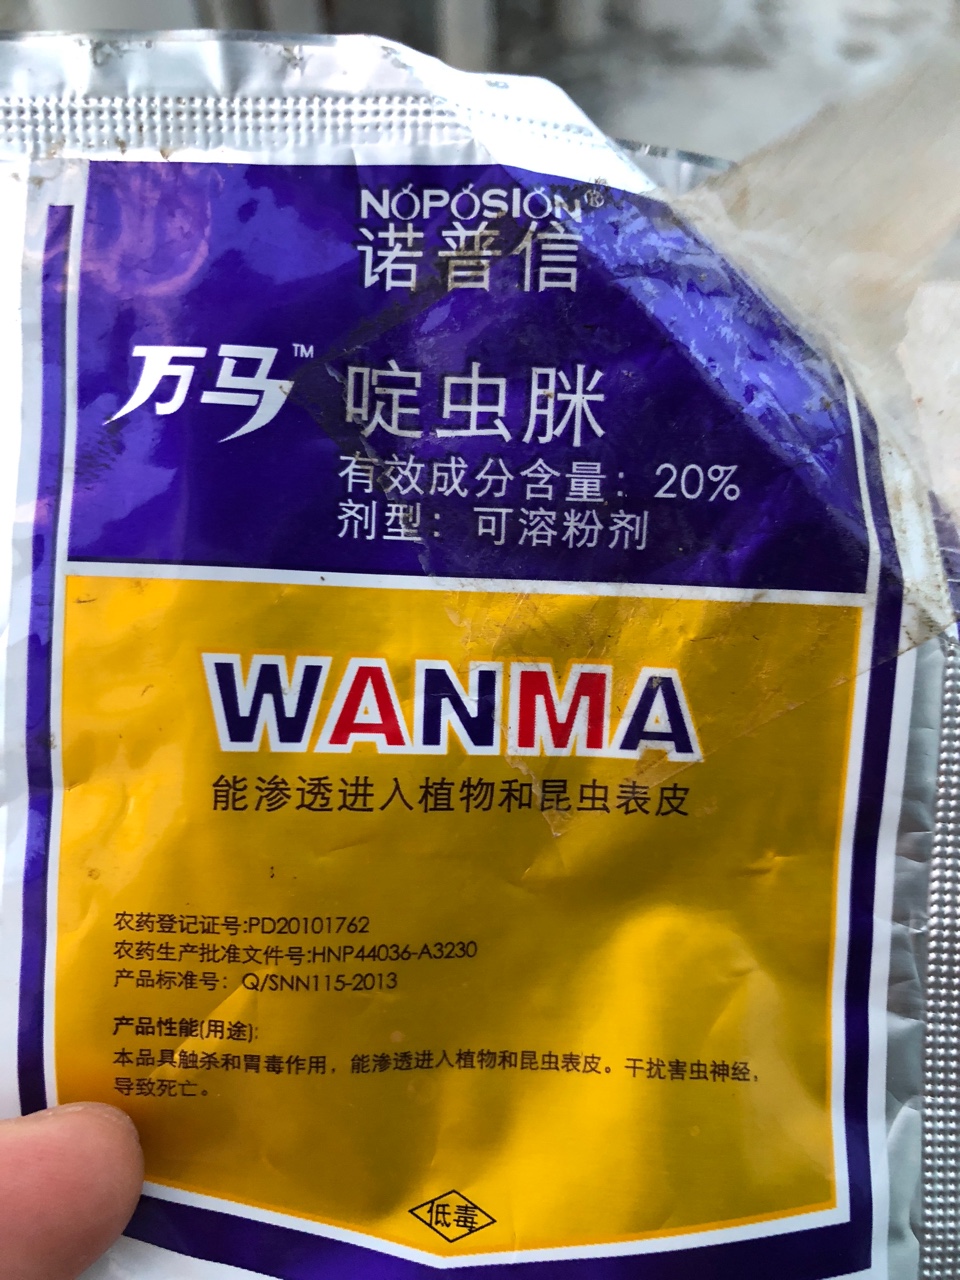 NOPOSION®
诺普信
万马™ 啶虫脒
有效成分含量：20%
剂型：可溶粉剂
WANMA
能渗透进入植物和昆虫表皮
农药登记证号:PD20101762
农药生产批准文件号:HNP44036-A3230
产品标准号：Q/SNN115-2013
产品性能(用途):
本品具触杀和胃毒作用，能渗透进入植物和昆虫表皮。干扰害虫神经，
导致死亡。
低毒